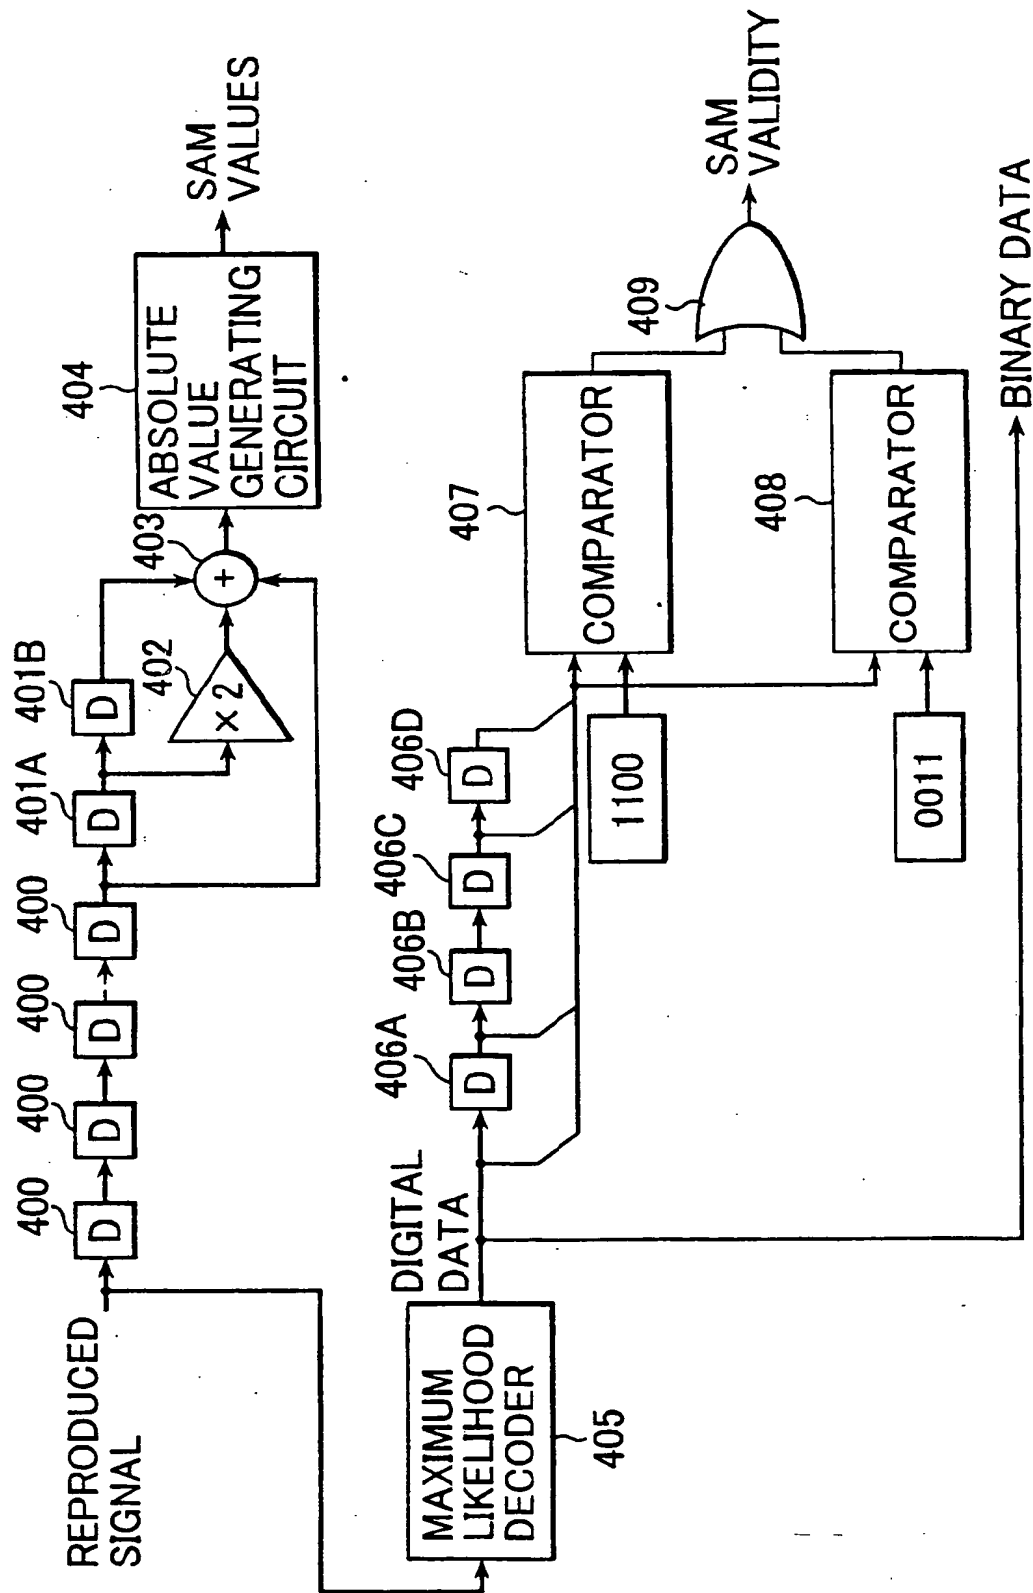 REPRODUCED
SIGNAL
400
D
400
D
400
D
400
D
401A
D
401B
D
402
× 2
403
+
404
ABSOLUTE
VALUE
GENERATING
CIRCUIT
SAM
VALUES
MAXIMUM
LIKELIHOOD
DECODER
405
DIGITAL
DATA
406A
D
406B
D
406C
D
406D
D
1100
0011
407
COMPARATOR
408
COMPARATOR
409
SAM
VALIDITY
BINARY DATA